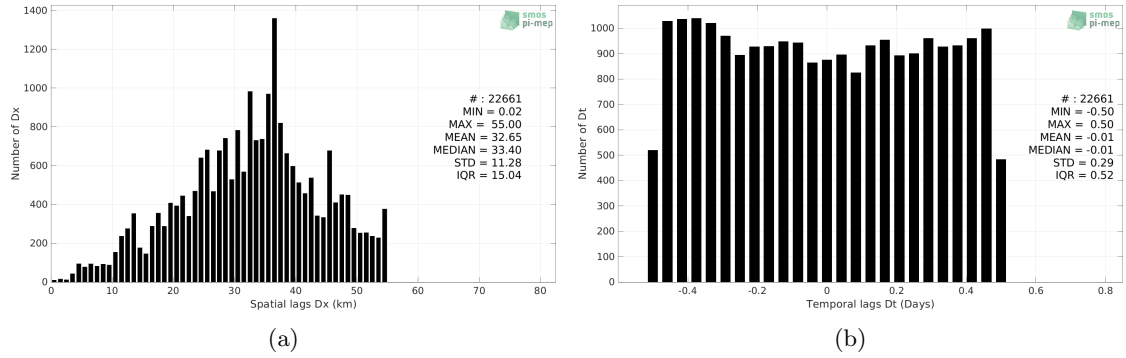 1400
1200
1000
800
600
400
200
0
Number of Dx
smos
pi-mep
# : 22661
MIN = 0.02
MAX = 55.00
MEAN = 32.65
MEDIAN = 33.40
STD = 11.28
IQR = 15.04
0 10 20 30 40 50 60 70 80
Spatial lags Dx (km)
(a)
1000
900
800
700
600
500
400
300
200
100
0
Number of Dt
smos
pi-mep
# : 22661
MIN = -0.50
MAX = 0.50
MEAN = -0.01
MEDIAN = -0.01
STD = 0.29
IQR = 0.52
-0.4 -0.2 0 0.2 0.4 0.6 0.8
Temporal lags Dt (Days)
(b)